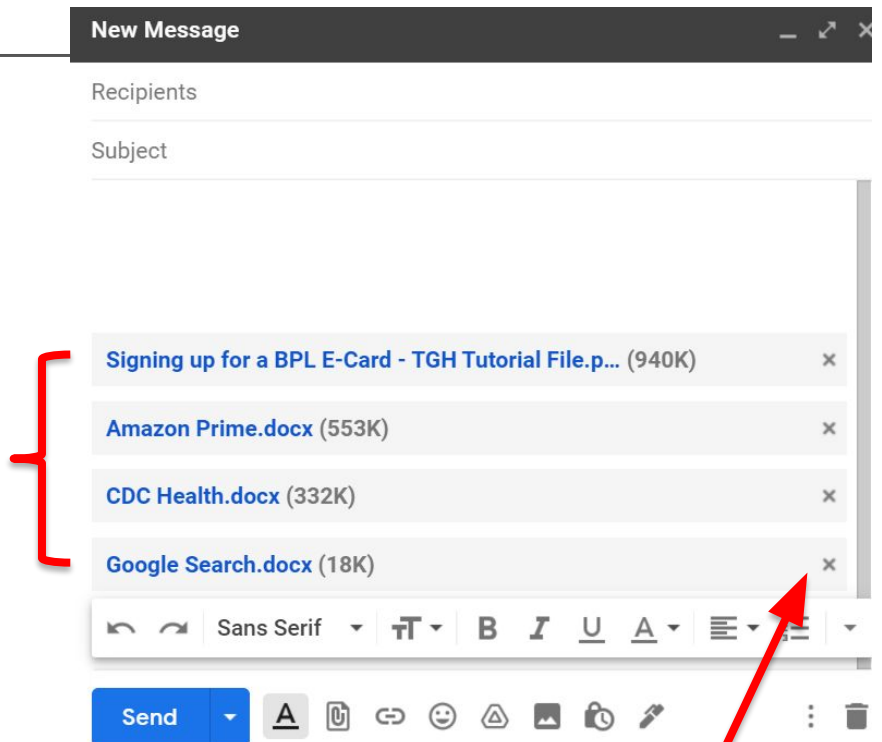 New Message
Recipients
Subject
Signing up for a BPL E-Card - TGH Tutorial File.p... (940K)
Amazon Prime.docx (553K)
CDC Health.docx (332K)
Google Search.docx (18K)
Sans Serif
Send